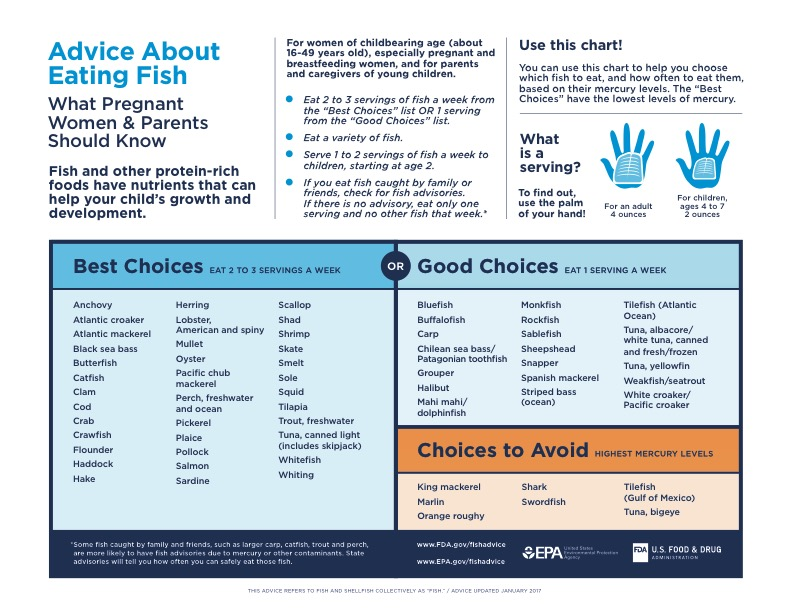 Advice About
Eating Fish
What Pregnant
Women & Parents
Should Know
Fish and other protein-rich
foods have nutrients that can
help your child's growth and
development.
For women of childbearing age (about
16-49 years old), especially pregnant and
breastfeeding women, and for parents
and caregivers of young children.
Eat 2 to 3 servings of fish a week from
the "Best Choices" list OR 1 serving
from the "Good Choices" list.
Eat a variety of fish.
Serve 1 to 2 servings of fish a week to
children, starting at age 2.
If you eat fish caught by family or
friends, check for fish advisories.
If there is no advisory, eat only one
serving and no other fish that week.*
Use this chart!
You can use this chart to help you choose
which fish to eat, and how often to eat them,
based on their mercury levels. The "Best
Choices" have the lowest levels of mercury.
What
is a
serving?
To find out,
use the palm
of your hand!
For an adult
4 ounces
For children,
ages 4 to 7
2 ounces
Best Choices EAT 2 TO 3 SERVINGS A WEEK
Anchovy
Atlantic croaker
Atlantic mackerel
Black sea bass
Butterfish
Catfish
Clam
Cod
Crab
Crawfish
Flounder
Haddock
Hake
Herring
Lobster,
American and spiny
Mullet
Oyster
Pacific chub
mackerel
Perch, freshwater
and ocean
Pickerel
Plaice
Pollock
Salmon
Sardine
Scallop
Shad
Shrimp
Skate
Smelt
Sole
Squid
Tilapia
Trout, freshwater
Tuna, canned light
(includes skipjack)
Whitefish
Whiting
OR
Good Choices EAT 1 SERVING A WEEK
Bluefish
Buffalofish
Carp
Chilean sea bass/
Patagonian toothfish
Grouper
Halibut
Mahi mahi/
dolphinfish
Monkfish
Rockfish
Sablefish
Sheepshead
Snapper
Spanish mackerel
Striped bass
(ocean)
Tilefish (Atlantic
Ocean)
Tuna, albacore/
white tuna, canned
and fresh/frozen
Tuna, yellowfin
Weakfish/seatrout
White croaker/
Pacific croaker
Choices to Avoid HIGHEST MERCURY LEVELS
King mackerel
Marlin
Orange roughy
Shark
Swordfish
Tilefish
(Gulf of Mexico)
Tuna, bigeye
*Some fish caught by family and friends, such as larger carp, catfish, trout and perch,
are more likely to have fish advisories due to mercury or other contaminants. State
advisories will tell you how often you can safely eat those fish.
www.FDA.gov/fishadvice
www.EPA.gov/fishadvice
EPA United States
Environmental Protection
Agency
FDA U.S. FOOD & DRUG
ADMINISTRATION
THIS ADVICE REFERS TO FISH AND SHELLFISH COLLECTIVELY AS "FISH." / ADVICE UPDATED JANUARY 2017